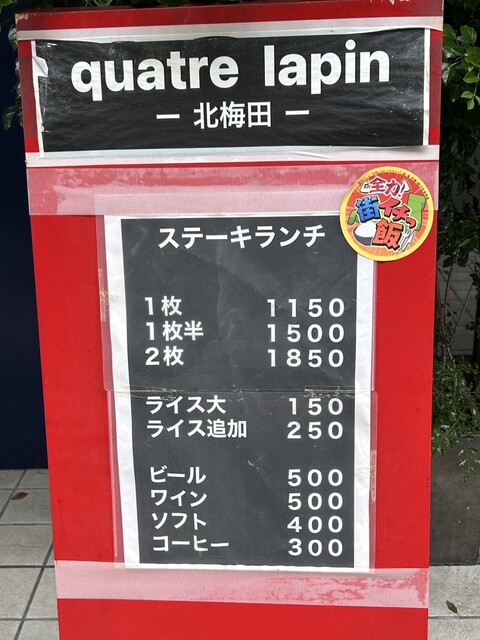 quatre lapin
ー 北梅田 ー
全力!
街イチっ
飯
ステーキランチ
1枚 1150
1枚半 1500
2枚 1850
ライス大 150
ライス追加 250
ビール 500
ワイン 500
ソフト 400
コーヒー 300